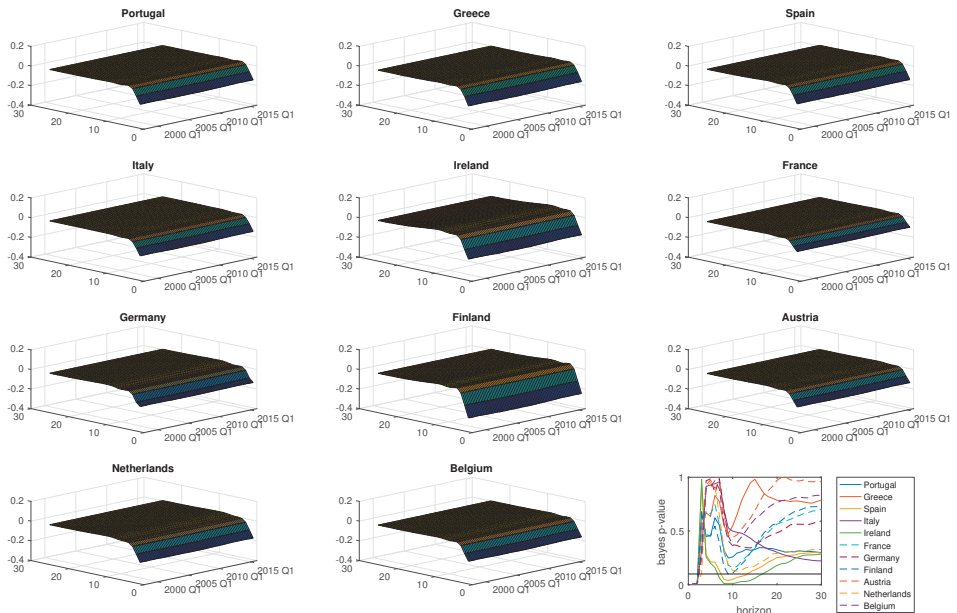 Portugal
0.2
0
-0.2
-0.4
30
20
10
0
2000 Q1
2005 Q1
2010 Q1
2015 Q1
Greece
0.2
0
-0.2
-0.4
30
20
10
0
2000 Q1
2005 Q1
2010 Q1
2015 Q1
Spain
0.2
0
-0.2
-0.4
30
20
10
0
2000 Q1
2005 Q1
2010 Q1
2015 Q1
Italy
0.2
0
-0.2
-0.4
30
20
10
0
2000 Q1
2005 Q1
2010 Q1
2015 Q1
Ireland
0.2
0
-0.2
-0.4
30
20
10
0
2000 Q1
2005 Q1
2010 Q1
2015 Q1
France
0.2
0
-0.2
-0.4
30
20
10
0
2000 Q1
2005 Q1
2010 Q1
2015 Q1
Germany
0.2
0
-0.2
-0.4
30
20
10
0
2000 Q1
2005 Q1
2010 Q1
2015 Q1
Finland
0.2
0
-0.2
-0.4
30
20
10
0
2000 Q1
2005 Q1
2010 Q1
2015 Q1
Austria
0.2
0
-0.2
-0.4
30
20
10
0
2000 Q1
2005 Q1
2010 Q1
2015 Q1
Netherlands
0.2
0
-0.2
-0.4
30
20
10
0
2000 Q1
2005 Q1
2010 Q1
2015 Q1
Belgium
0.2
0
-0.2
-0.4
30
20
10
0
2000 Q1
2005 Q1
2010 Q1
2015 Q1
bayes p-value
1
0.5
0
0
10
20
30
horizon
Portugal
Greece
Spain
Italy
Ireland
France
Germany
Finland
Austria
Netherlands
Belgium